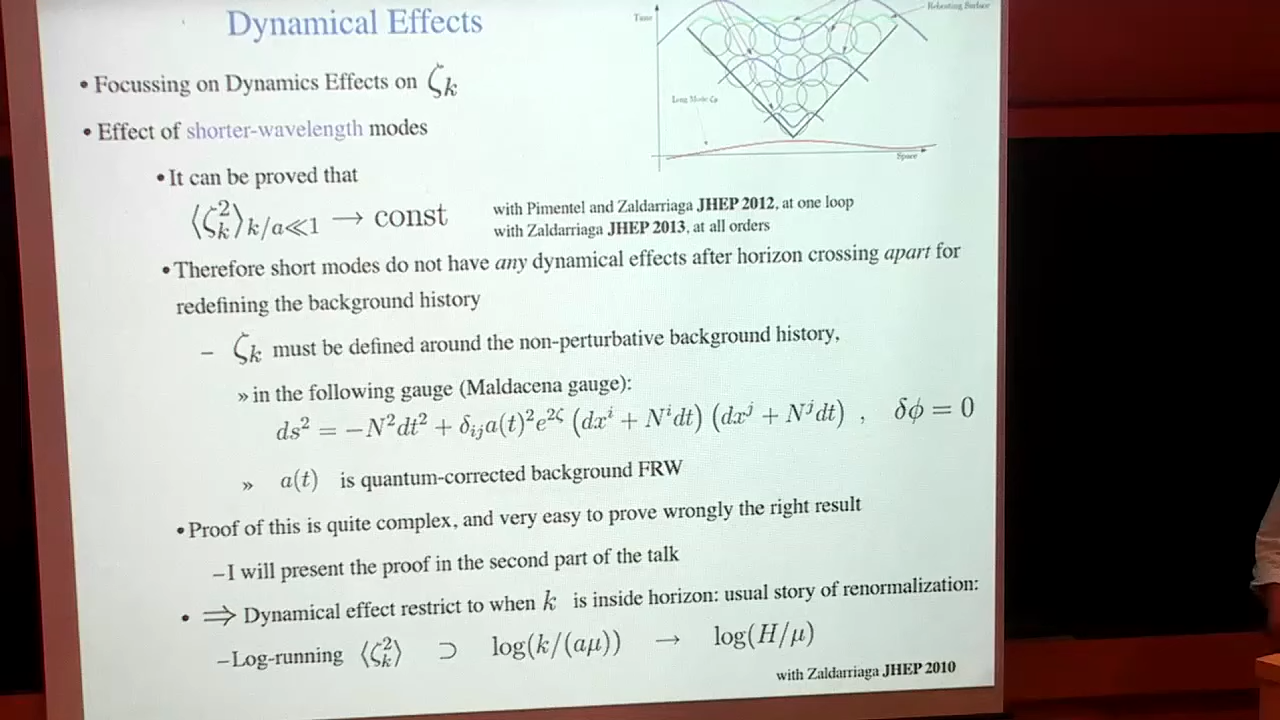 Dynamical Effects
• Focussing on Dynamics Effects on ζ_k
• Effect of shorter-wavelength modes
• It can be proved that
⟨ζ_k^2⟩_{k/a≪1} → const
with Pimentel and Zaldarriaga JHEP 2012, at one loop
with Zaldarriaga JHEP 2013, at all orders
• Therefore short modes do not have any dynamical effects after horizon crossing apart for
redefining the background history
– ζ_k must be defined around the non-perturbative background history,
» in the following gauge (Maldacena gauge):
ds^2 = −N^2dt^2 + δ_{ij}a(t)^2e^{2ζ} (dx^i + N^idt) (dx^j + N^jdt) , δϕ = 0
» a(t) is quantum-corrected background FRW
• Proof of this is quite complex, and very easy to prove wrongly the right result
–I will present the proof in the second part of the talk
• ⟹ Dynamical effect restrict to when k is inside horizon: usual story of renormalization:
–Log-running ⟨ζ_k^2⟩ ⊃ log(k/(aμ)) → log(H/μ)
with Zaldarriaga JHEP 2010
Time
Reheating Surface
Long Mode ζ_P
Space